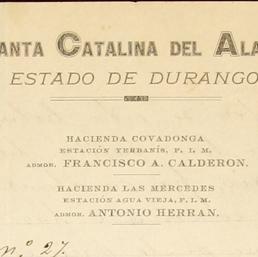 ANTA CATALINA DEL ALA
ESTADO DE DURANGO
HACIENDA COVADONGA
ESTACIÓN YERBANÍS, F. I. M.
ADMOR. FRANCISCO A. CALDERON.
HACIENDA LAS MERCEDES
ESTACIÓN AGUA VIEJA, F. I. M.
ADMOR. ANTONIO HERRAN.
N.º 27.